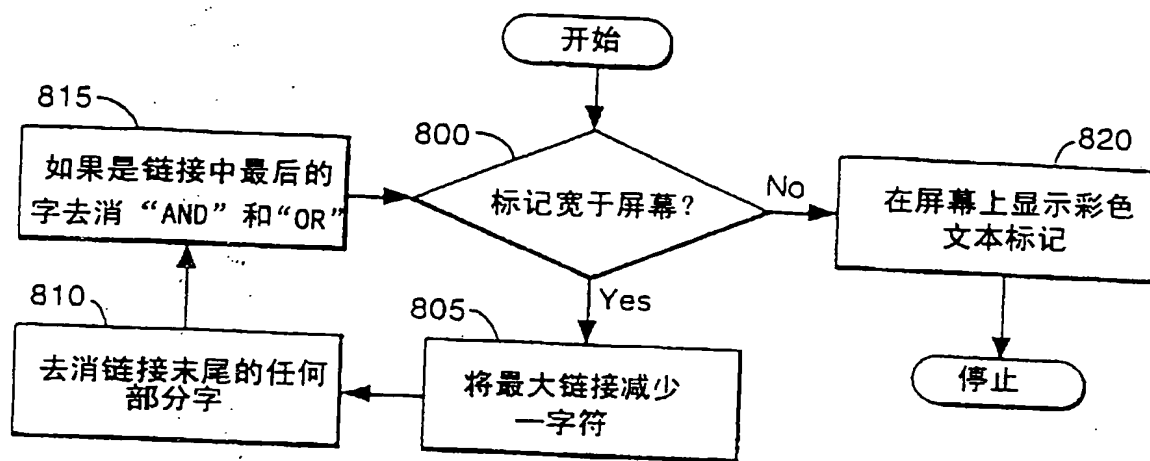 开始
815
800
820
如果是链接中最后的
字去消“AND”和“OR”
标记宽于屏幕?
No
在屏幕上显示彩色
文本标记
Yes
810
805
去消链接末尾的任何
部分字
将最大链接减少
一字符
停止